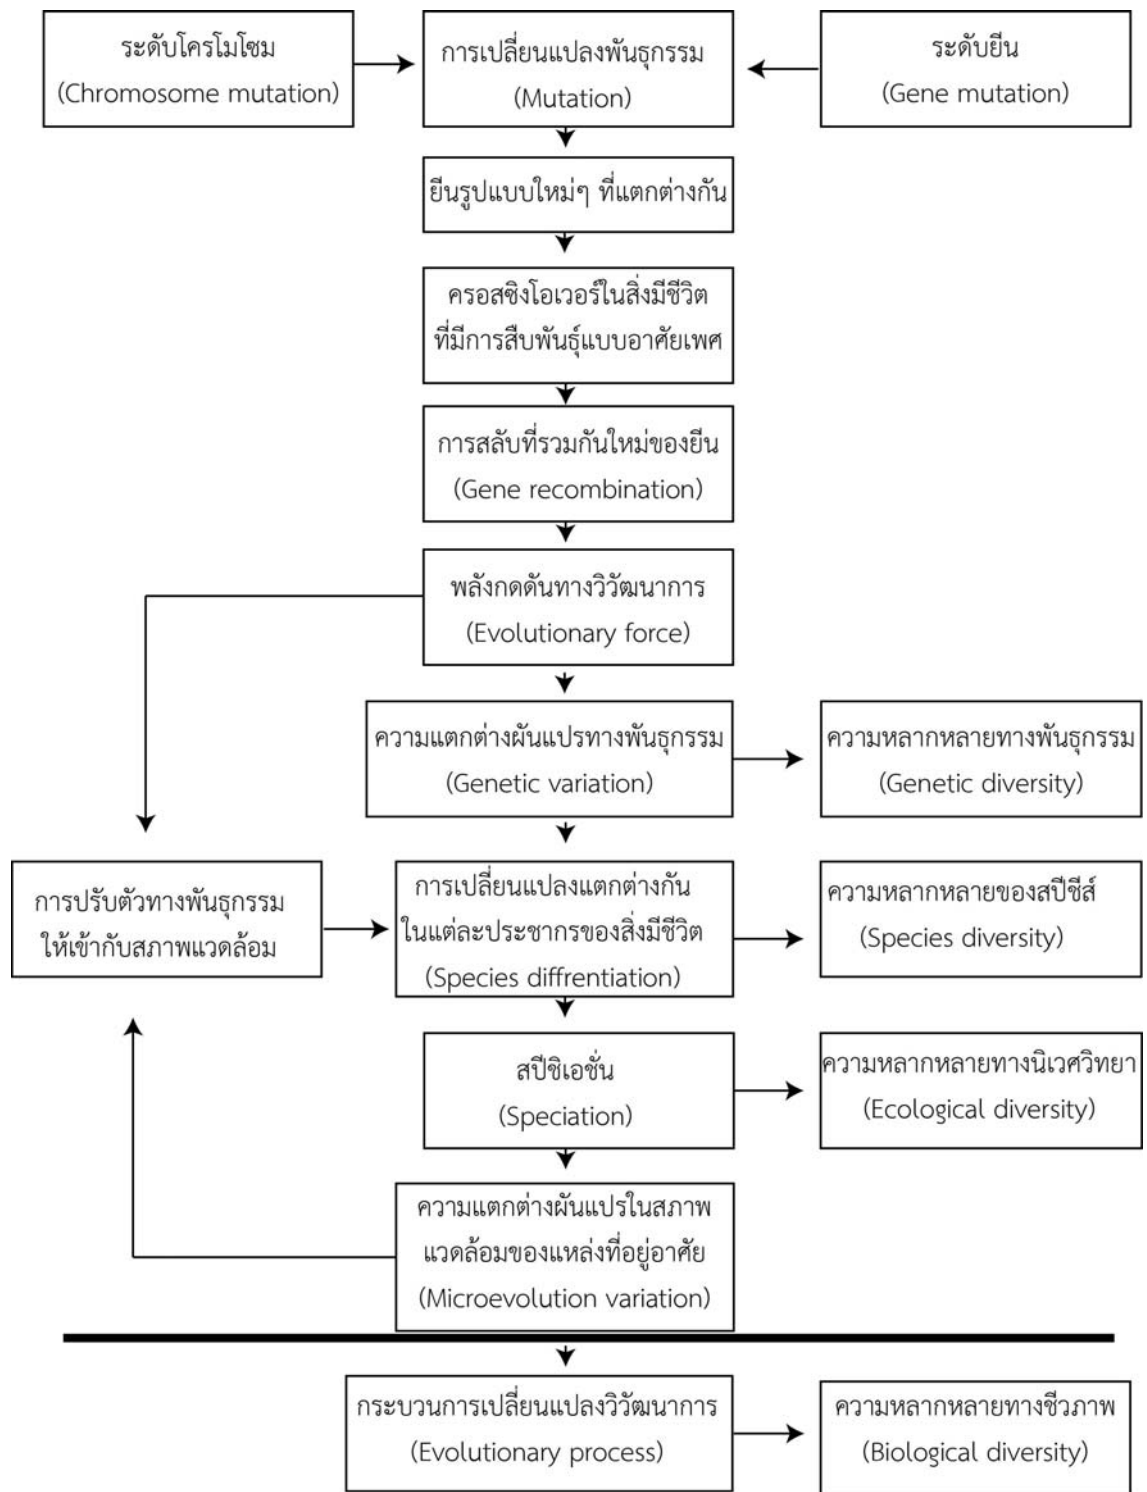 ระดับโครโมโซม
(Chromosome mutation)
การเปลี่ยนแปลงพันธุกรรม
(Mutation)
ระดับยีน
(Gene mutation)
ยีนรูปแบบใหม่ๆ ที่แตกต่างกัน
ครอสซิงโอเวอร์ในสิ่งมีชีวิต
ที่มีการสืบพันธุ์แบบอาศัยเพศ
การสลับที่รวมกันใหม่ของยีน
(Gene recombination)
พลังกดดันทางวิวัฒนาการ
(Evolutionary force)
ความแตกต่างผันแปรทางพันธุกรรม
(Genetic variation)
ความหลากหลายทางพันธุกรรม
(Genetic diversity)
การปรับตัวทางพันธุกรรม
ให้เข้ากับสภาพแวดล้อม
การเปลี่ยนแปลงแตกต่างกัน
ในแต่ละประชากรของสิ่งมีชีวิต
(Species diffrentiation)
ความหลากหลายของสปีชีส์
(Species diversity)
สปีชิเอชั่น
(Speciation)
ความหลากหลายทางนิเวศวิทยา
(Ecological diversity)
ความแตกต่างผันแปรในสภาพ
แวดล้อมของแหล่งที่อยู่อาศัย
(Microevolution variation)
กระบวนการเปลี่ยนแปลงวิวัฒนาการ
(Evolutionary process)
ความหลากหลายทางชีวภาพ
(Biological diversity)